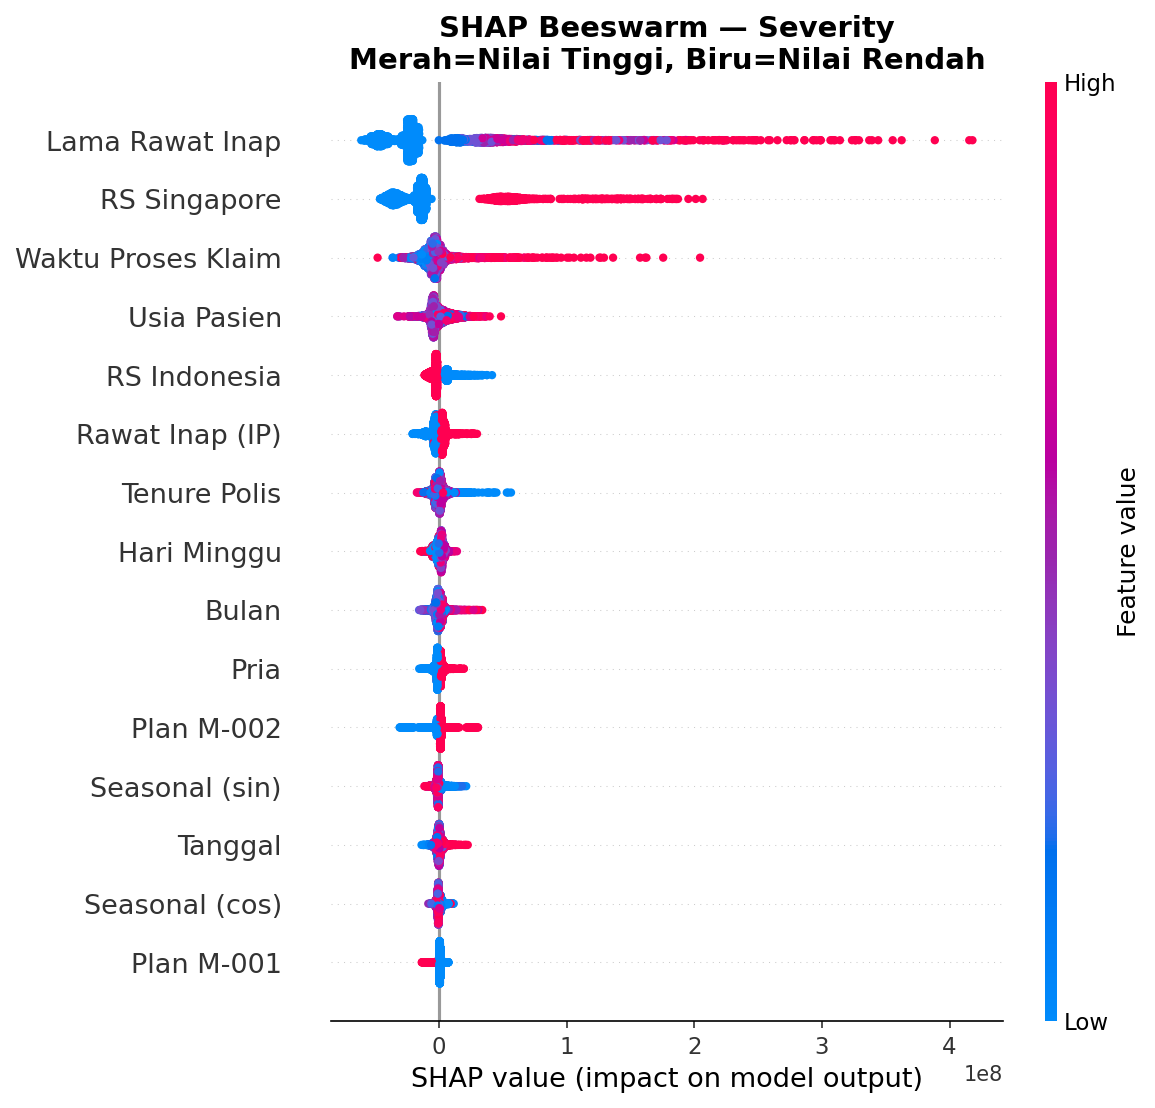 SHAP Beeswarm — Severity
Merah=Nilai Tinggi, Biru=Nilai Rendah
High
Lama Rawat Inap
RS Singapore
Waktu Proses Klaim
Usia Pasien
RS Indonesia
Rawat Inap (IP)
Tenure Polis
Hari Minggu
Bulan
Pria
Plan M-002
Seasonal (sin)
Tanggal
Seasonal (cos)
Plan M-001
Feature value
Low
0 1 2 3 4
1e8
SHAP value (impact on model output)